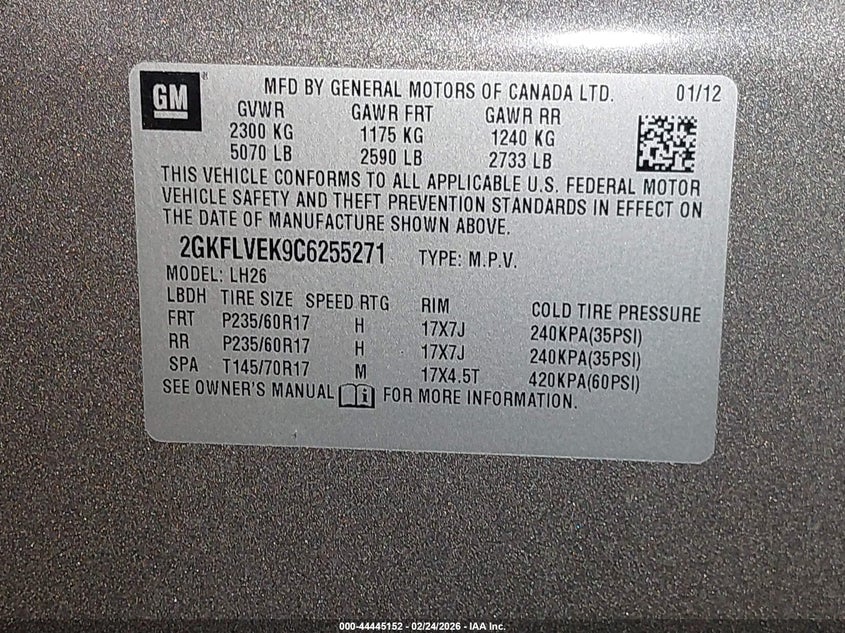 GM
MFD BY GENERAL MOTORS OF CANADA LTD. 01/12
GVWR GAWR FRT GAWR RR
2300 KG 1175 KG 1240 KG
5070 LB 2590 LB 2733 LB
THIS VEHICLE CONFORMS TO ALL APPLICABLE U.S. FEDERAL MOTOR
VEHICLE SAFETY AND THEFT PREVENTION STANDARDS IN EFFECT ON
THE DATE OF MANUFACTURE SHOWN ABOVE.
2GKFLVEK9C6255271 TYPE: M.P.V.
MODEL: LH26
LBDH TIRE SIZE SPEED RTG RIM COLD TIRE PRESSURE
FRT P235/60R17 H 17X7J 240KPA(35PSI)
RR P235/60R17 H 17X7J 240KPA(35PSI)
SPA T145/70R17 M 17X4.5T 420KPA(60PSI)
SEE OWNER'S MANUAL FOR MORE INFORMATION.
000-44445152 - 02/24/2026 - IAA Inc.